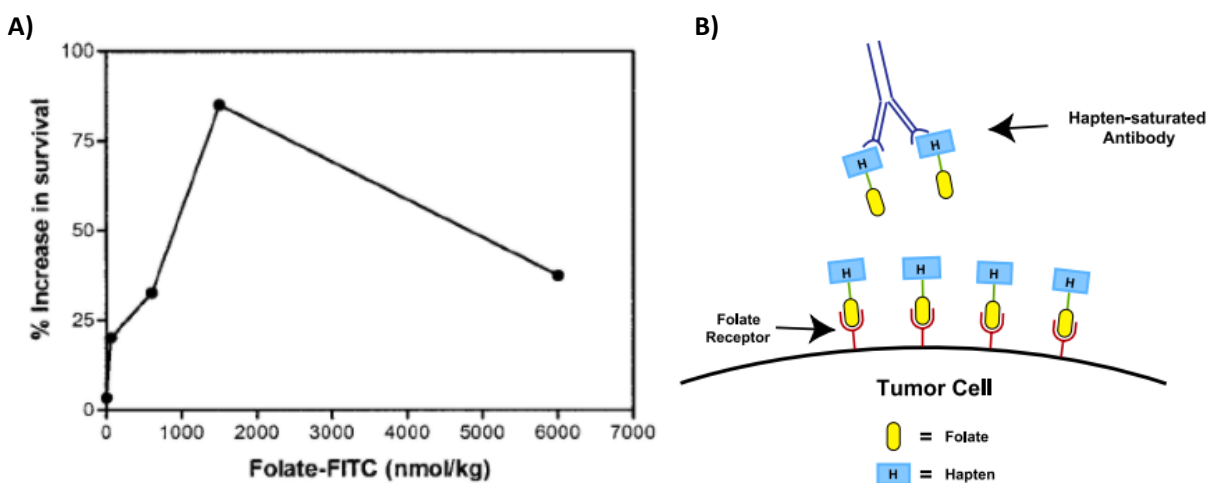 A)
100
75
50
25
0
% Increase in survival
0 1000 2000 3000 4000 5000 6000 7000
Folate-FITC (nmol/kg)
B)
Hapten-saturated
Antibody
H
H
H
H
H
H
Folate
Receptor
Tumor Cell
= Folate
H = Hapten